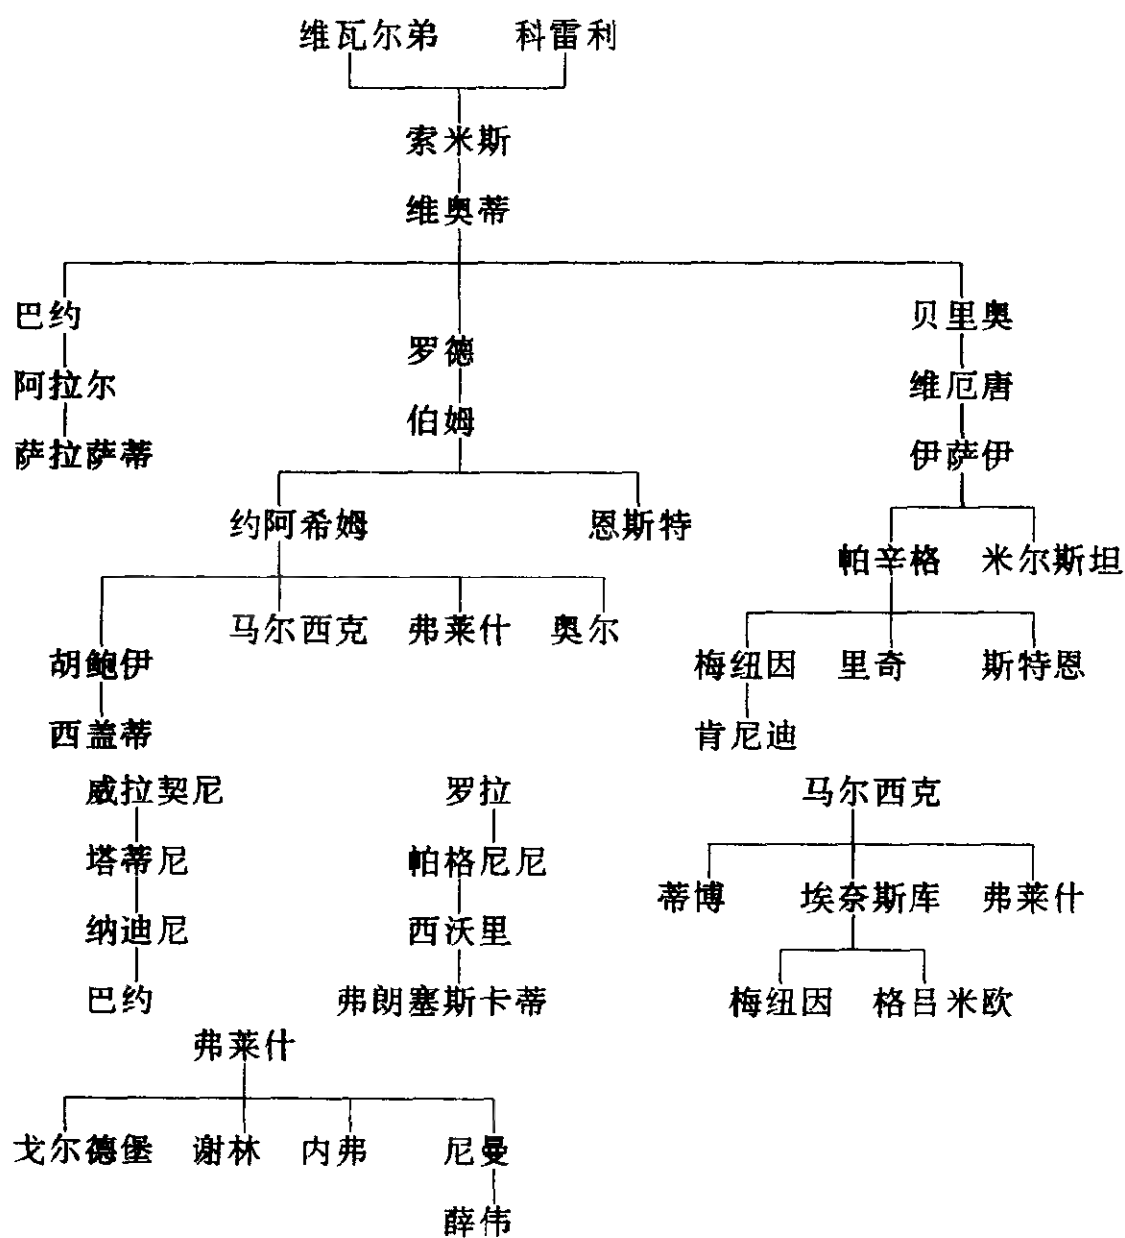 维瓦尔弟 科雷利
索米斯
维奥蒂
巴约 罗德 贝里奥
阿拉尔 伯姆 维厄唐
萨拉萨蒂 伊萨伊
约阿希姆 恩斯特
帕辛格 米尔斯坦
马尔西克 弗莱什 奥尔
胡鲍伊 梅纽因 里奇 斯特恩
西盖蒂 肯尼迪
威拉契尼 罗拉 马尔西克
塔蒂尼 帕格尼尼
蒂博 埃奈斯库 弗莱什
纳迪尼 西沃里
巴约 弗朗塞斯卡蒂 梅纽因 格吕米欧
弗莱什
戈尔德堡 谢林 内弗 尼曼
薛伟